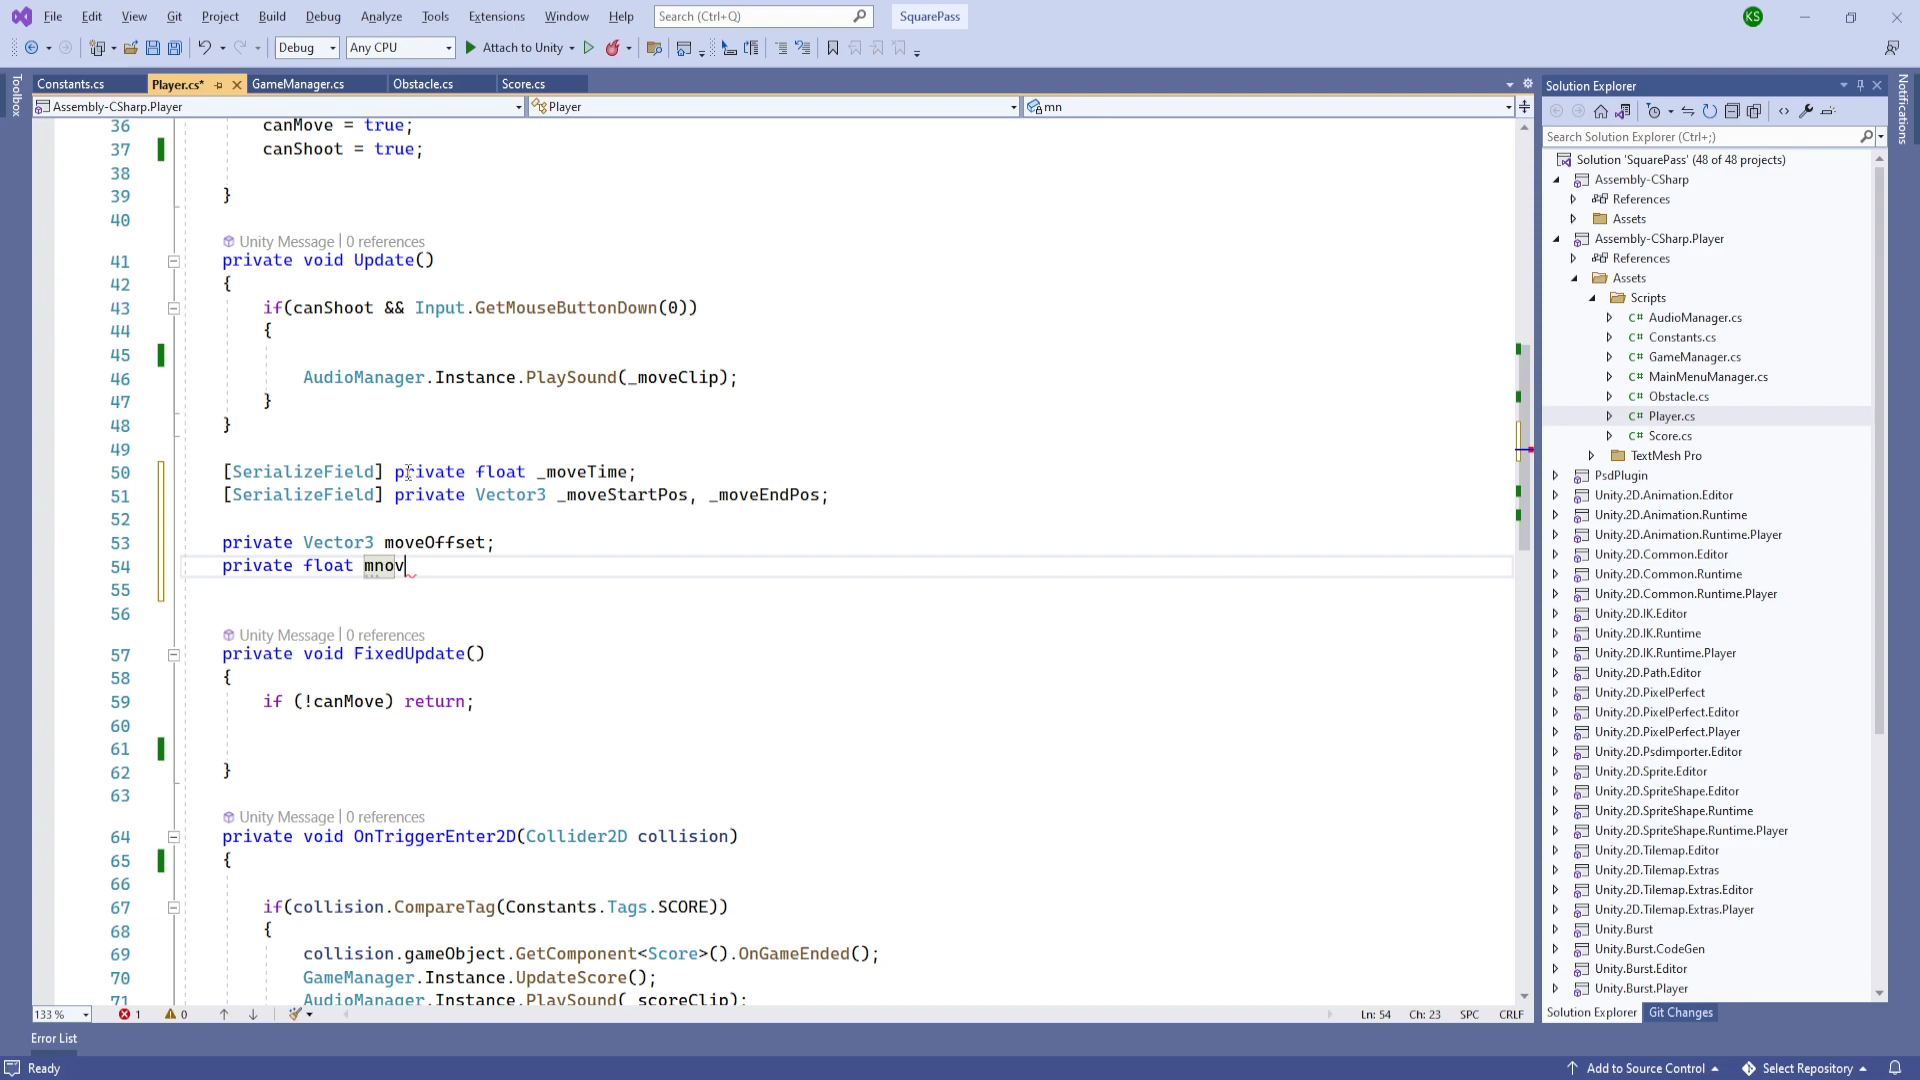 File Edit View Git Project Build Debug Analyze Tools Extensions Window Help Search (Ctrl+Q) SquarePass KS
Debug Any CPU Attach to Unity
Toolbox
Constants.cs Player.cs* GameManager.cs Obstacle.cs Score.cs
Assembly-CSharp.Player Player mn
36 canMove = true;
37 canShoot = true;
38
39 }
40
Unity Message | 0 references
41 private void Update()
42 {
43 if(canShoot && Input.GetMouseButtonDown(0))
44 {
45
46 AudioManager.Instance.PlaySound(_moveClip);
47 }
48 }
49
50 [SerializeField] private float _moveTime;
51 [SerializeField] private Vector3 _moveStartPos, _moveEndPos;
52
53 private Vector3 moveOffset;
54 private float mnov
55
56
Unity Message | 0 references
57 private void FixedUpdate()
58 {
59 if (!canMove) return;
60
61
62 }
63
Unity Message | 0 references
64 private void OnTriggerEnter2D(Collider2D collision)
65 {
66
67 if(collision.CompareTag(Constants.Tags.SCORE))
68 {
69 collision.gameObject.GetComponent<Score>().OnGameEnded();
70 GameManager.Instance.UpdateScore();
71 AudioManager.Instance.PlaySound(_scoreClip);
133 % 1 0 Ln: 54 Ch: 23 SPC CRLF
Error List
Ready Add to Source Control Select Repository
Solution Explorer
Search Solution Explorer (Ctrl+;)
Solution 'SquarePass' (48 of 48 projects)
Assembly-CSharp
References
Assets
Assembly-CSharp.Player
References
Assets
Scripts
C# AudioManager.cs
C# Constants.cs
C# GameManager.cs
C# MainMenuManager.cs
C# Obstacle.cs
C# Player.cs
C# Score.cs
TextMesh Pro
PsdPlugin
Unity.2D.Animation.Editor
Unity.2D.Animation.Runtime
Unity.2D.Animation.Runtime.Player
Unity.2D.Common.Editor
Unity.2D.Common.Runtime
Unity.2D.Common.Runtime.Player
Unity.2D.IK.Editor
Unity.2D.IK.Runtime
Unity.2D.IK.Runtime.Player
Unity.2D.Path.Editor
Unity.2D.PixelPerfect
Unity.2D.PixelPerfect.Editor
Unity.2D.PixelPerfect.Player
Unity.2D.Psdimporter.Editor
Unity.2D.Sprite.Editor
Unity.2D.SpriteShape.Editor
Unity.2D.SpriteShape.Runtime
Unity.2D.SpriteShape.Runtime.Player
Unity.2D.Tilemap.Editor
Unity.2D.Tilemap.Extras
Unity.2D.Tilemap.Extras.Editor
Unity.2D.Tilemap.Extras.Player
Unity.Burst
Unity.Burst.CodeGen
Unity.Burst.Editor
Unity.Burst.Player
Solution Explorer Git Changes
Notifications